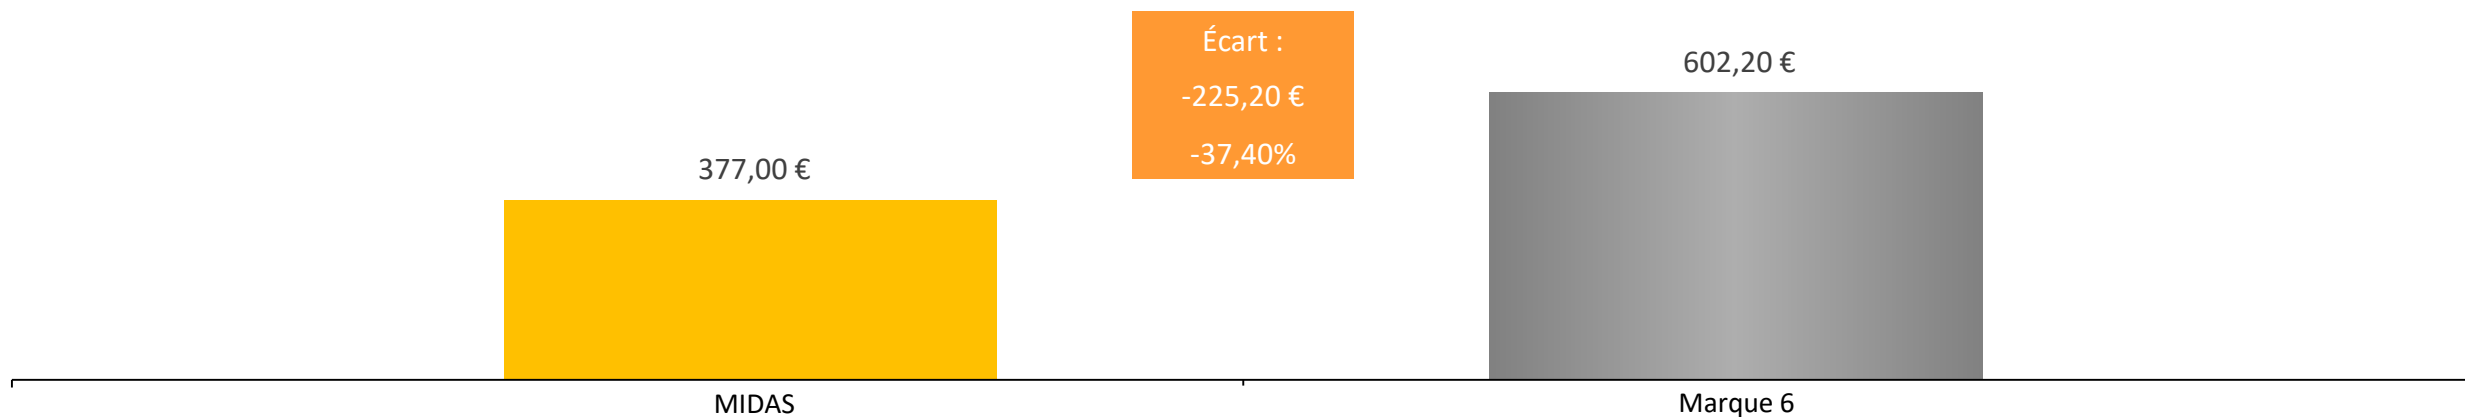 Écart :
-225,20 €
-37,40%
602,20 €
377,00 €
MIDAS
Marque 6